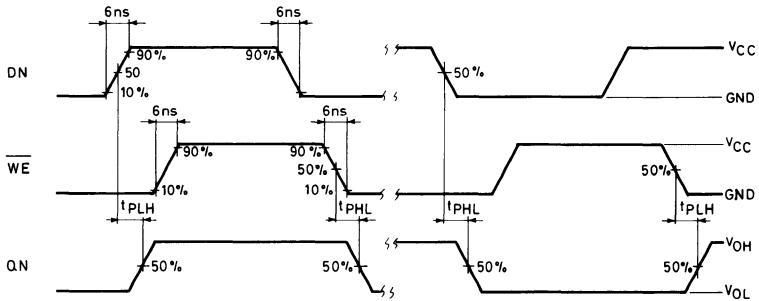 6ns 6ns
90% 90% VCC
DN 50 50%
10% GND
6ns 6ns
90% 90% VCC
WE 50% 50%
10% 10% GND
tPLH tPHL tPHL tPLH
VOH
QN 50% 50% 50% 50%
VOL